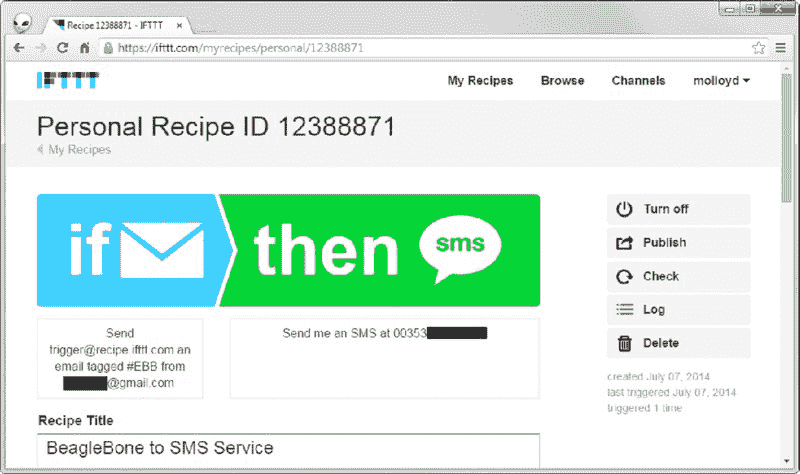 Recipe 12388871 - IFTTT
https://ifttt.com/myrecipes/personal/12388871
IFTTT
My Recipes Browse Channels molloyd
Personal Recipe ID 12388871
My Recipes
if then sms
Turn off
Publish
Check
Log
Delete
Send
trigger@recipe.ifttt.com an
email tagged #EBB from
@gmail.com
Send me an SMS at 00353
created July 07, 2014
last triggered July 07, 2014
triggered 1 time
Recipe Title
BeagleBone to SMS Service